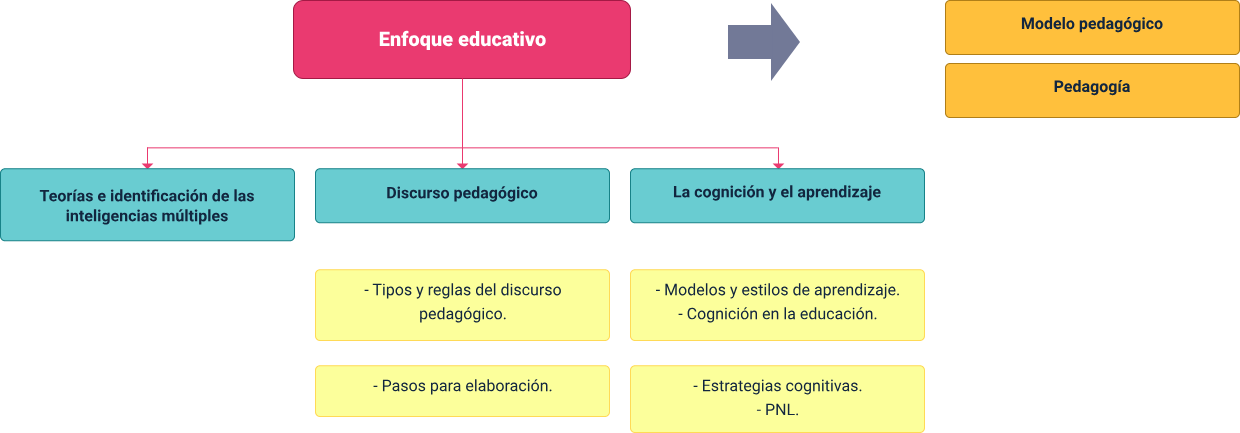 Enfoque educativo
Modelo pedagógico
Pedagogía
Teorías e identificación de las
inteligencias múltiples
Discurso pedagógico
La cognición y el aprendizaje
- Tipos y reglas del discurso
pedagógico.
- Modelos y estilos de aprendizaje.
- Cognición en la educación.
- Pasos para elaboración.
- Estrategias cognitivas.
- PNL.